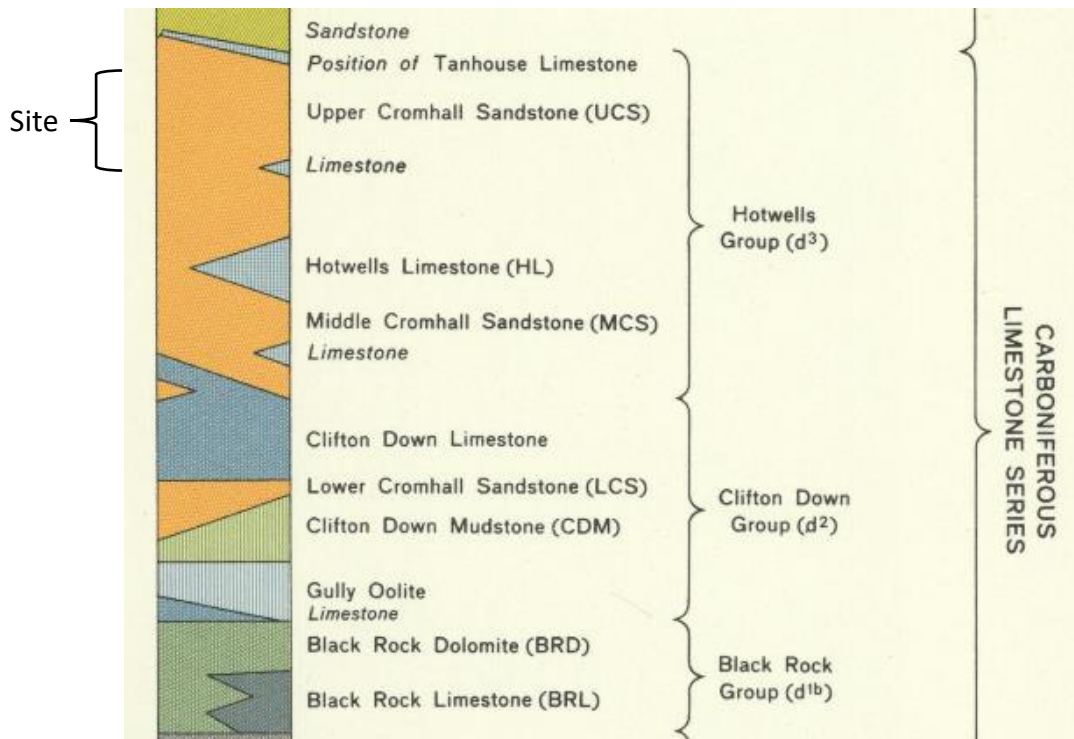 Sandstone
Position of Tanhouse Limestone
Site
Upper Cromhall Sandstone (UCS)
Limestone
Hotwells
Group (d³)
Hotwells Limestone (HL)
Middle Cromhall Sandstone (MCS)
Limestone
CARBONIFEROUS
LIMESTONE SERIES
Clifton Down Limestone
Lower Cromhall Sandstone (LCS)
Clifton Down
Group (d²)
Clifton Down Mudstone (CDM)
Gully Oolite
Limestone
Black Rock Dolomite (BRD)
Black Rock
Group (d¹ᵇ)
Black Rock Limestone (BRL)